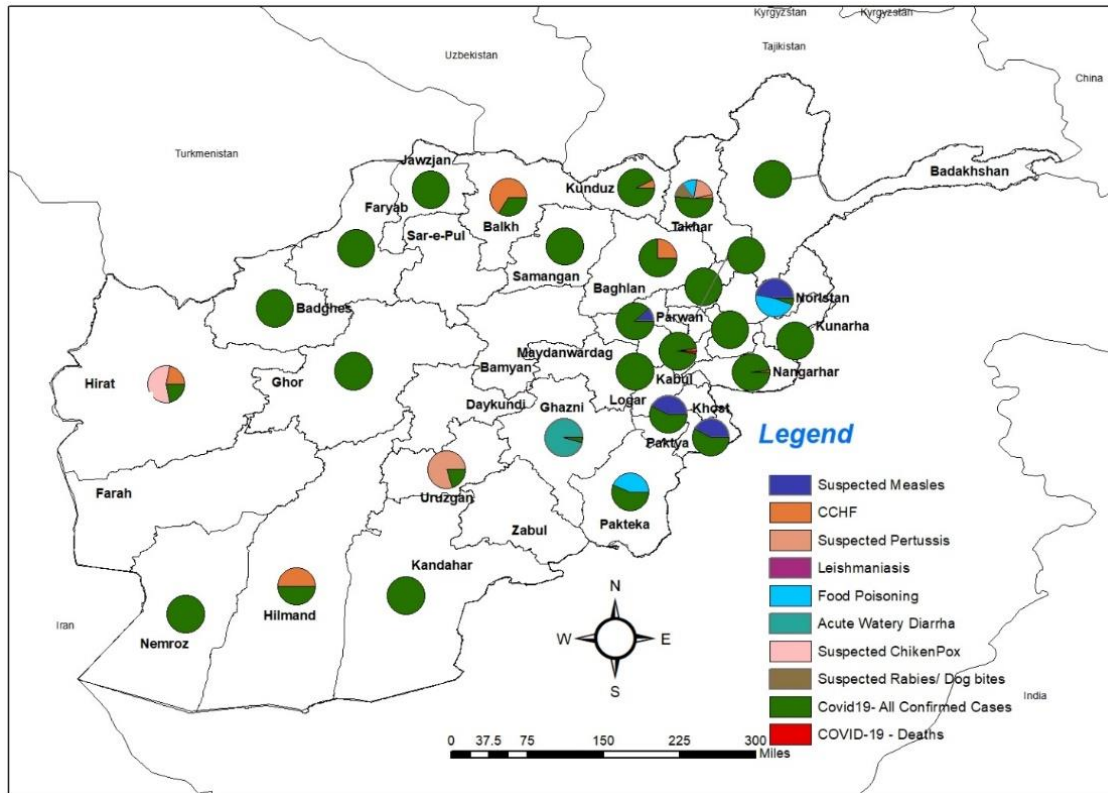 Kyrgyzstan
Kyrgyzstan
Uzbekistan
Tajikistan
China
Turkmenistan
Jawzjan
Kunduz
Badakhshan
Faryab
Balkh
Takhar
Sar-e-Pul
Samangan
Baghlan
Noristan
Badghes
Parwan
Kunarha
Maydanwardag
Hirat
Ghor
Bamyan
Kabul
Nangarhar
Daykundi
Ghazni
Logar
Khost
Paktya
Uruzgan
Farah
Zabul
Pakteka
Kandahar
Hilmand
Nemroz
Iran
India
N
W
E
S
0 37.5 75 150 225 300
Miles
Legend
Suspected Measles
CCHF
Suspected Pertussis
Leishmaniasis
Food Poisoning
Acute Watery Diarrha
Suspected ChikenPox
Suspected Rabies/ Dog bites
Covid19- All Confirmed Cases
COVID-19 - Deaths